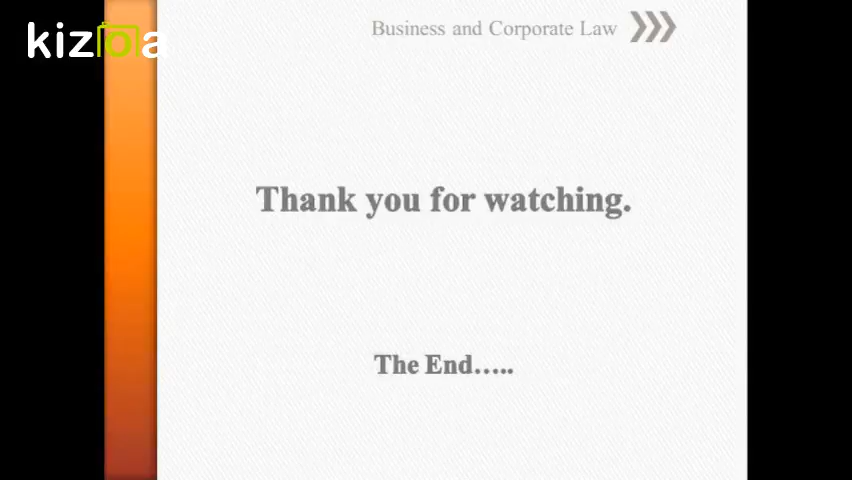 kizoa
Business and Corporate Law
Thank you for watching.
The End.....